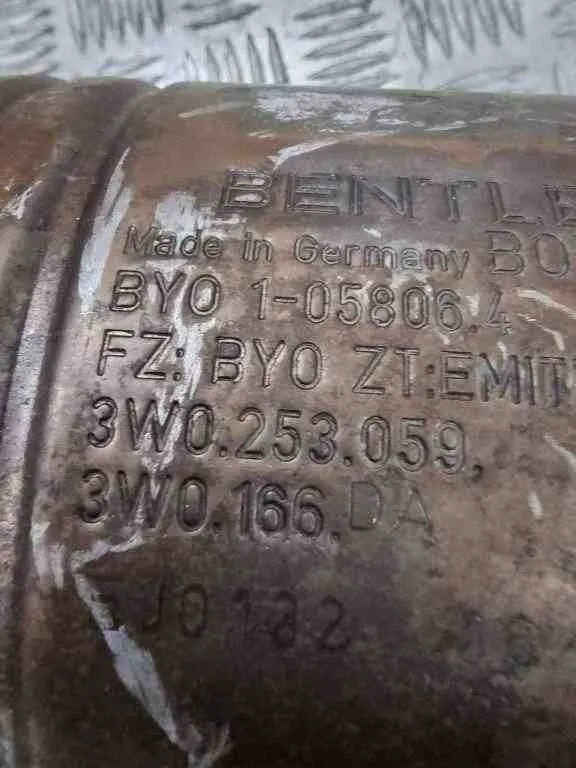 BENTLE
Made in Germany BO
BYO 1-05806.4
FZ: BYO ZT:EMIT
3W0.253.059.
3W0.166.DA